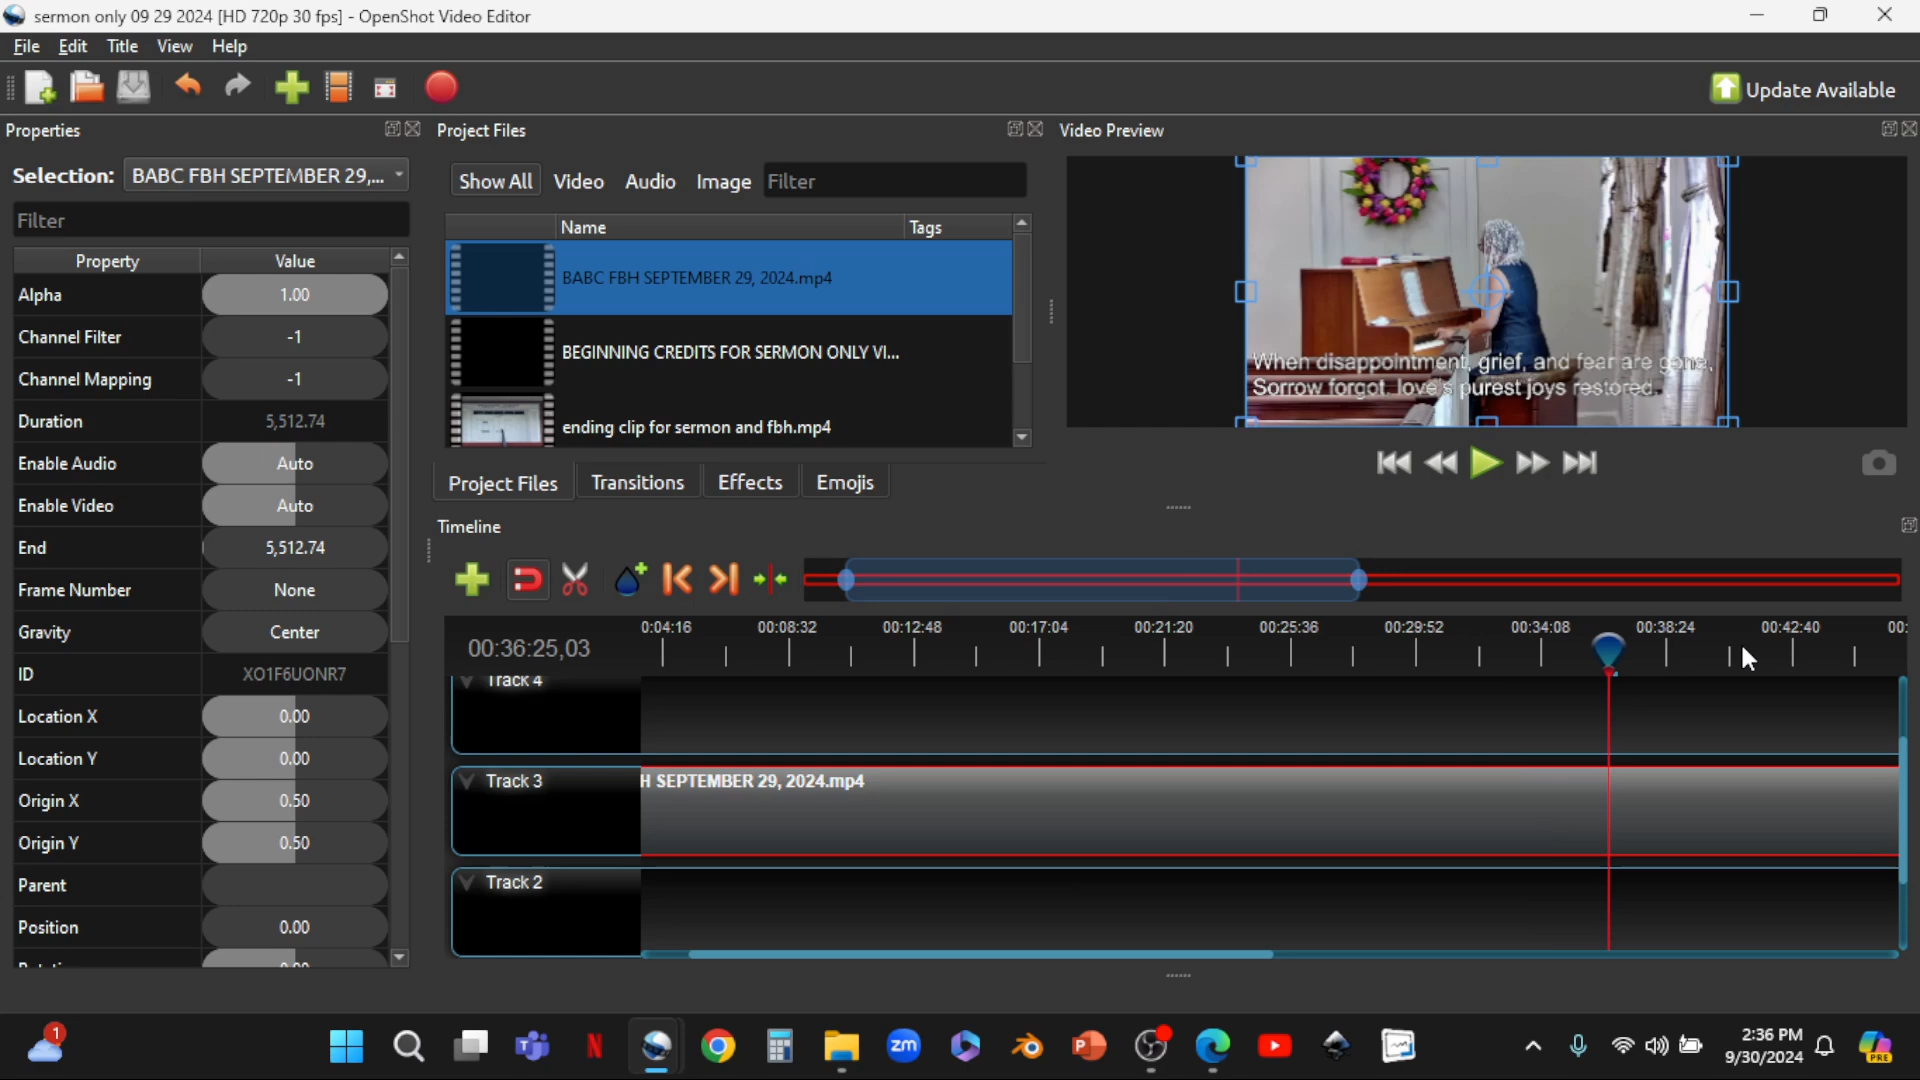 sermon only 09 29 2024 [HD 720p 30 fps] - OpenShot Video Editor
File Edit Title View Help
Update Available
Properties
Selection: BABC FBH SEPTEMBER 29,...
Filter
Property Value
Alpha 1.00
Channel Filter -1
Channel Mapping -1
Duration 5,512.74
Enable Audio Auto
Enable Video Auto
End 5,512.74
Frame Number None
Gravity Center
ID XO1F6UONR7
Location X 0.00
Location Y 0.00
Origin X 0.50
Origin Y 0.50
Parent
Position 0.00
Project Files
Show All Video Audio Image Filter
Name Tags
BABC FBH SEPTEMBER 29, 2024.mp4
BEGINNING CREDITS FOR SERMON ONLY VI...
ending clip for sermon and fbh.mp4
Project Files Transitions Effects Emojis
Video Preview
When disappointment, grief, and fear are gone,
Sorrow forgot, love's purest joys restored.
Timeline
00:36:25,03
0:04:16 00:08:32 00:12:48 00:17:04 00:21:20 00:25:36 00:29:52 00:34:08 00:38:24 00:42:40 00:
Track 4
Track 3
H SEPTEMBER 29, 2024.mp4
Track 2
1
N
zm
P
2:36 PM
9/30/2024
PRE